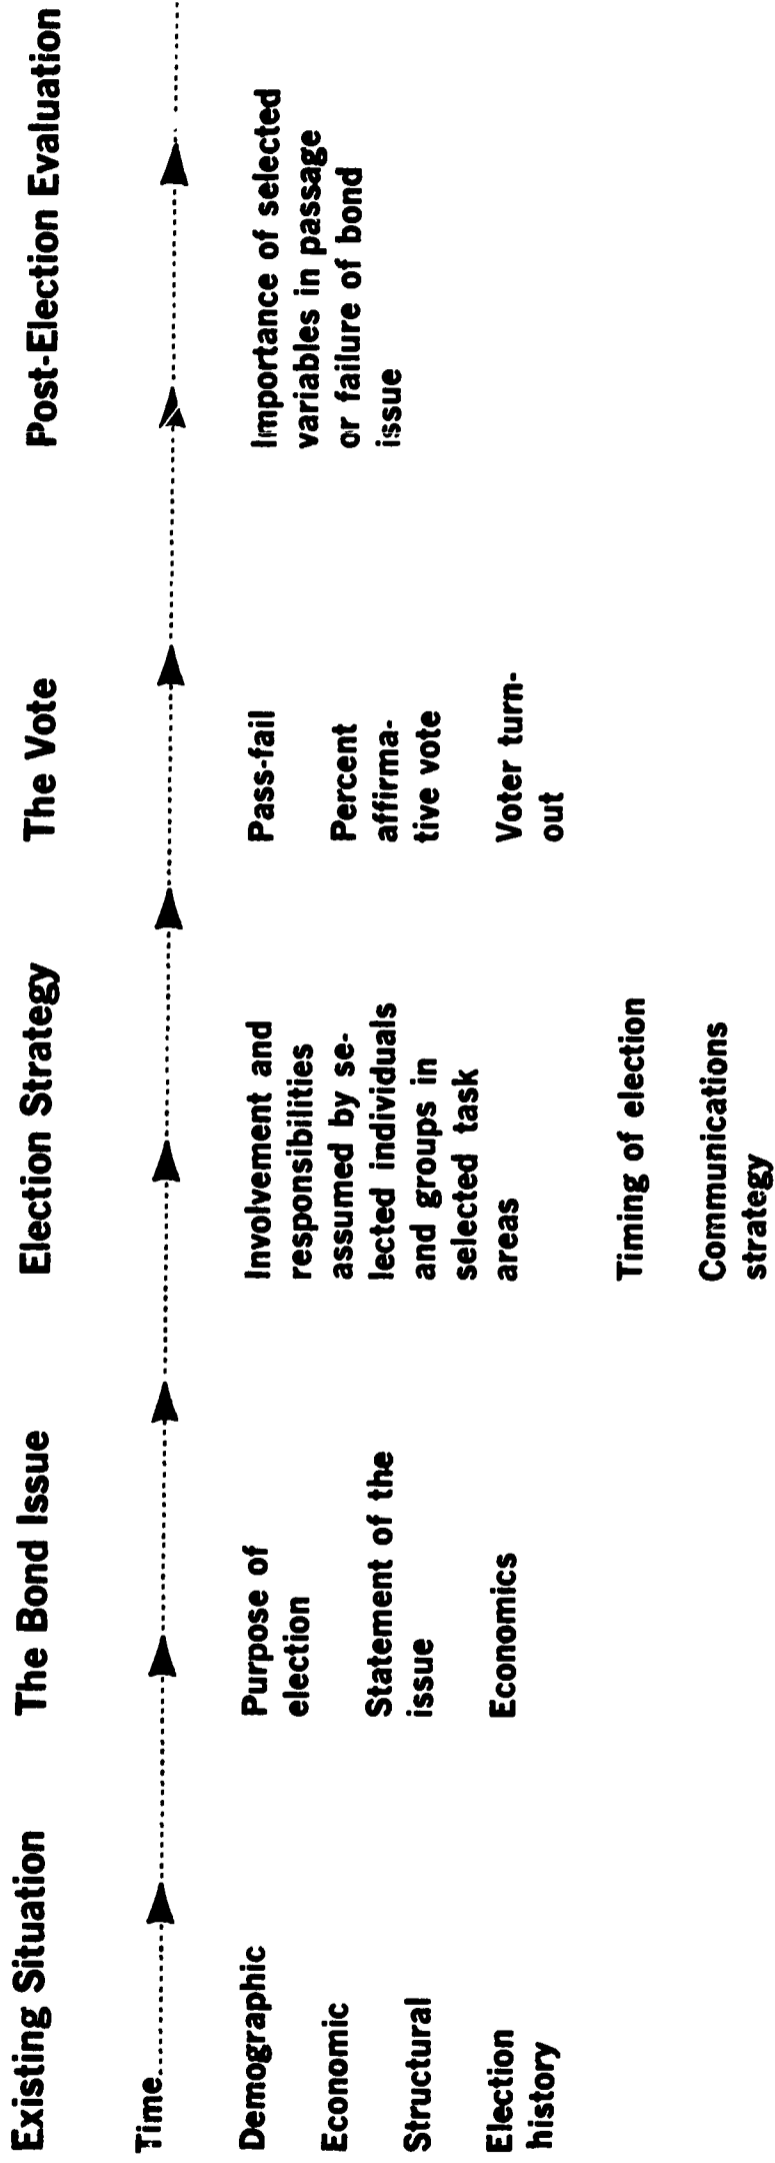 Existing Situation
The Bond Issue
Election Strategy
The Vote
Post-Election Evaluation
Time
Demographic
Economic
Structural
Election
history
Purpose of
election
Statement of the
issue
Economics
Involvement and
responsibilities
assumed by se-
lected individuals
and groups in
selected task
areas
Timing of election
Communications
strategy
Pass-fail
Percent
affirma-
tive vote
Voter turn-
out
Importance of selected
variables in passage
or failure of bond
issue